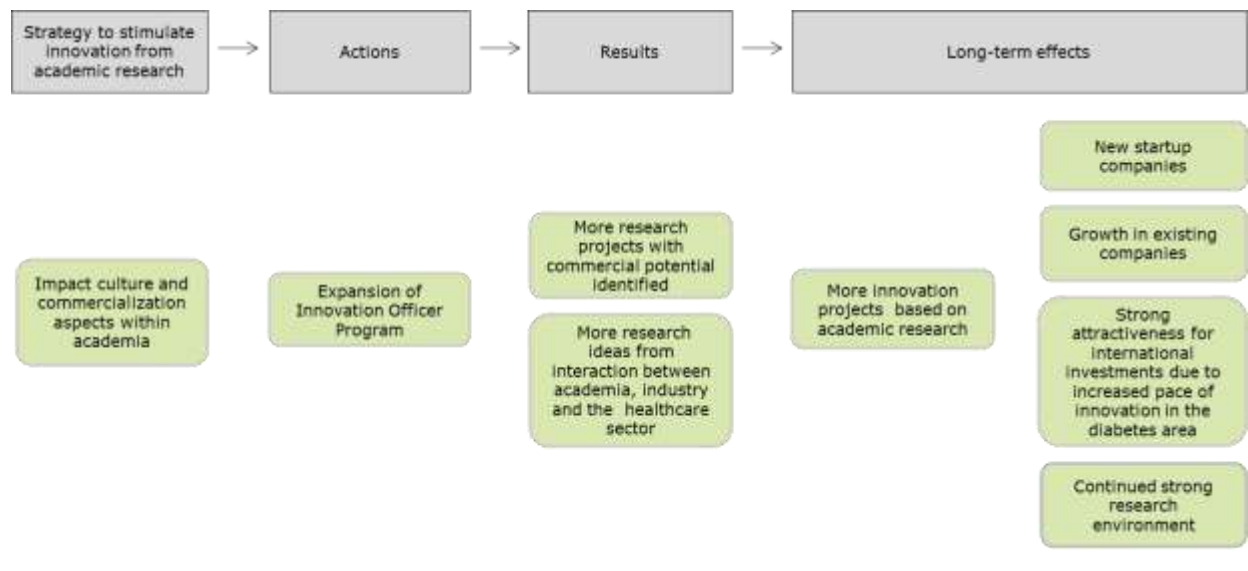 Strategy to stimulate
innovation from
academic research
Actions
Results
Long-term effects
Impact culture and
commercialization
aspects within
academia
Expansion of
Innovation Officer
Program
More research
projects with
commercial potential
identified
More research
ideas from
interaction between
academia, industry
and the healthcare
sector
More innovation
projects based on
academic research
New startup
companies
Growth in existing
companies
Strong
attractiveness for
international
investments due to
increased pace of
innovation in the
diabetes area
Continued strong
research
environment